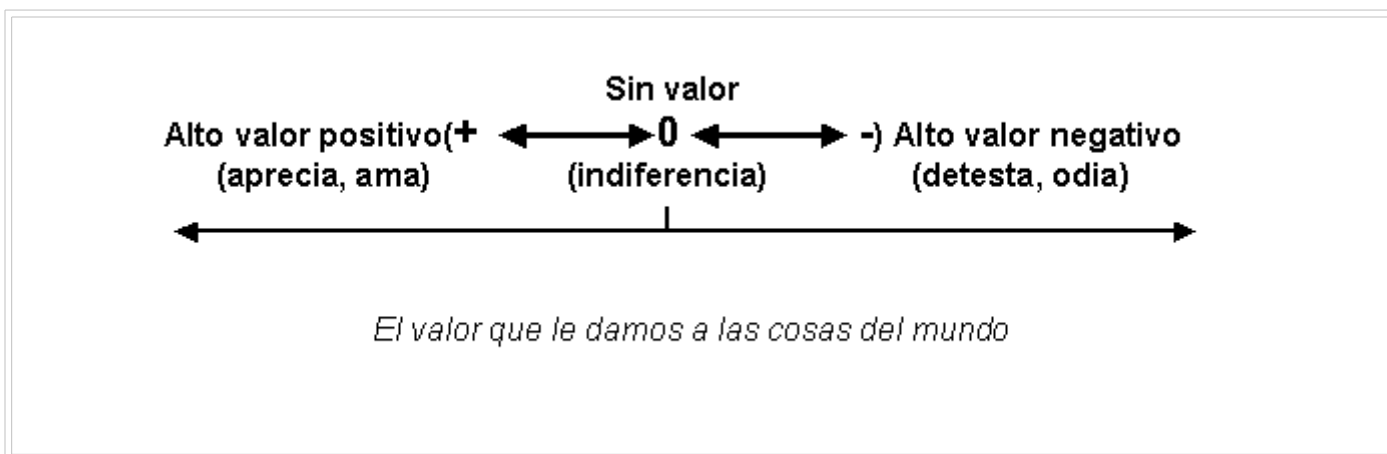 Sin valor
Alto valor positivo(+ 0 -) Alto valor negativo
(aprecia, ama) (indiferencia) (detesta, odia)
El valor que le damos a las cosas del mundo